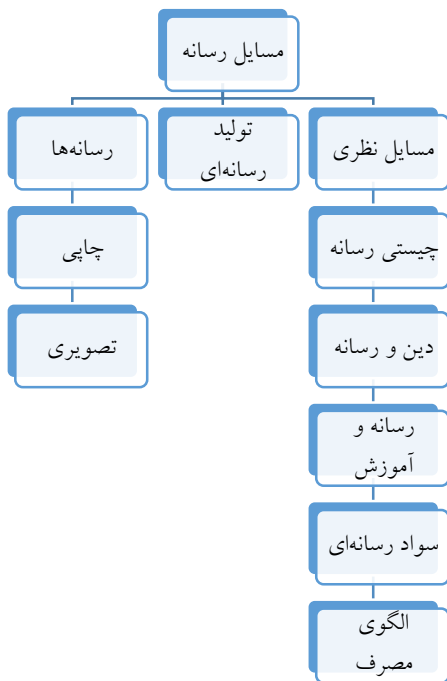 مسایل رسانه
مسایل نظری
تولید
رسانه‌ای
رسانه‌ها
چیستی رسانه
چاپی
دین و رسانه
تصویری
رسانه و
آموزش
سواد رسانه‌ای
الگوی
مصرف